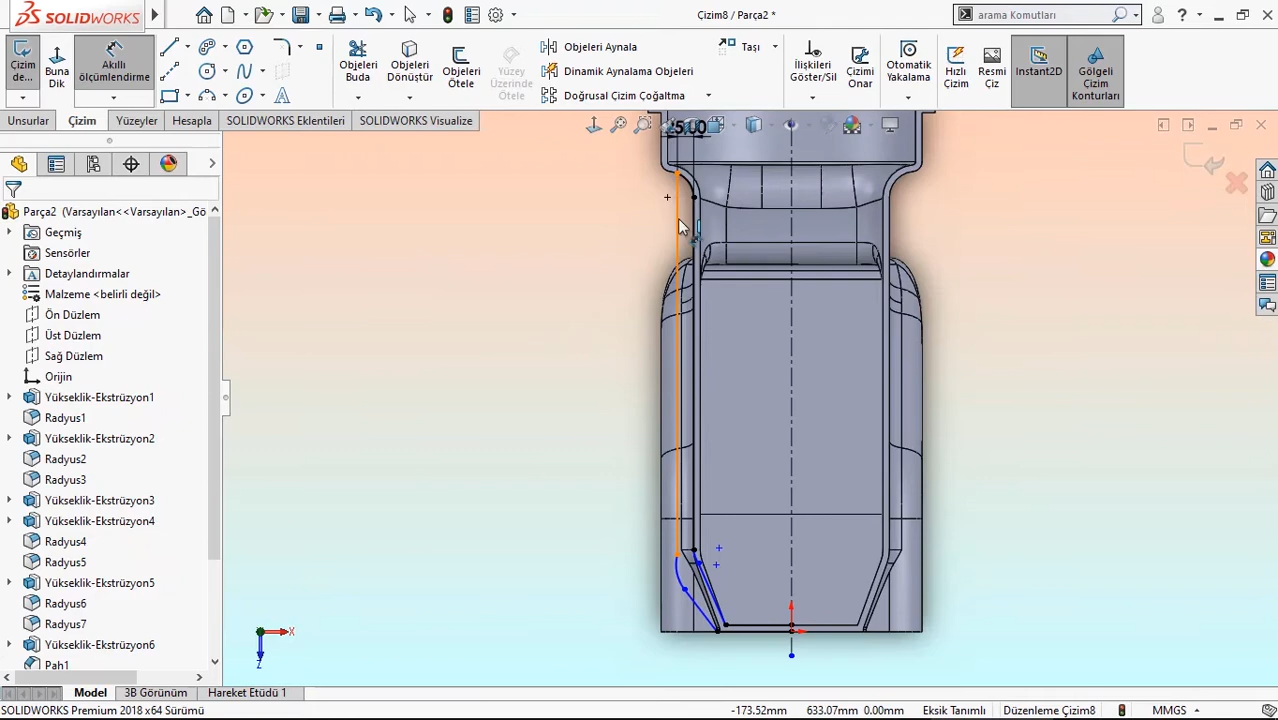 SOLIDWORKS
Çizim8 / Parça2 *
arama Komutları
Çizim de...
Buna Dik
Akıllı ölçümlendirme
Objeleri Buda
Objeleri Dönüştür
Objeleri Ötele
Yüzey Üzerinde Ötele
Objeleri Aynala
Dinamik Aynalama Objeleri
Doğrusal Çizim Çoğaltma
Taşı
İlişkileri Göster/Sil
Çizimi Onar
Otomatik Yakalama
Hızlı Çizim
Resmi Çiz
Instant2D
Gölgeli Çizim Konturları
Unsurlar
Çizim
Yüzeyler
Hesapla
SOLIDWORKS Eklentileri
SOLIDWORKS Visualize
Parça2 (Varsayılan<<Varsayılan>_Gö
Geçmiş
Sensörler
Detaylandırmalar
Malzeme <belirli değil>
Ön Düzlem
Üst Düzlem
Sağ Düzlem
Orijin
Yükseklik-Ekstrüzyon1
Radyus1
Yükseklik-Ekstrüzyon2
Radyus2
Radyus3
Yükseklik-Ekstrüzyon3
Yükseklik-Ekstrüzyon4
Radyus4
Radyus5
Yükseklik-Ekstrüzyon5
Radyus6
Radyus7
Yükseklik-Ekstrüzyon6
Pah1
X
Z
Model
3B Görünüm
Hareket Etüdü 1
SOLIDWORKS Premium 2018 x64 Sürümü
-173.52mm
633.07mm 0.00mm
Eksik Tanımlı
Düzenleme Çizim8
MMGS